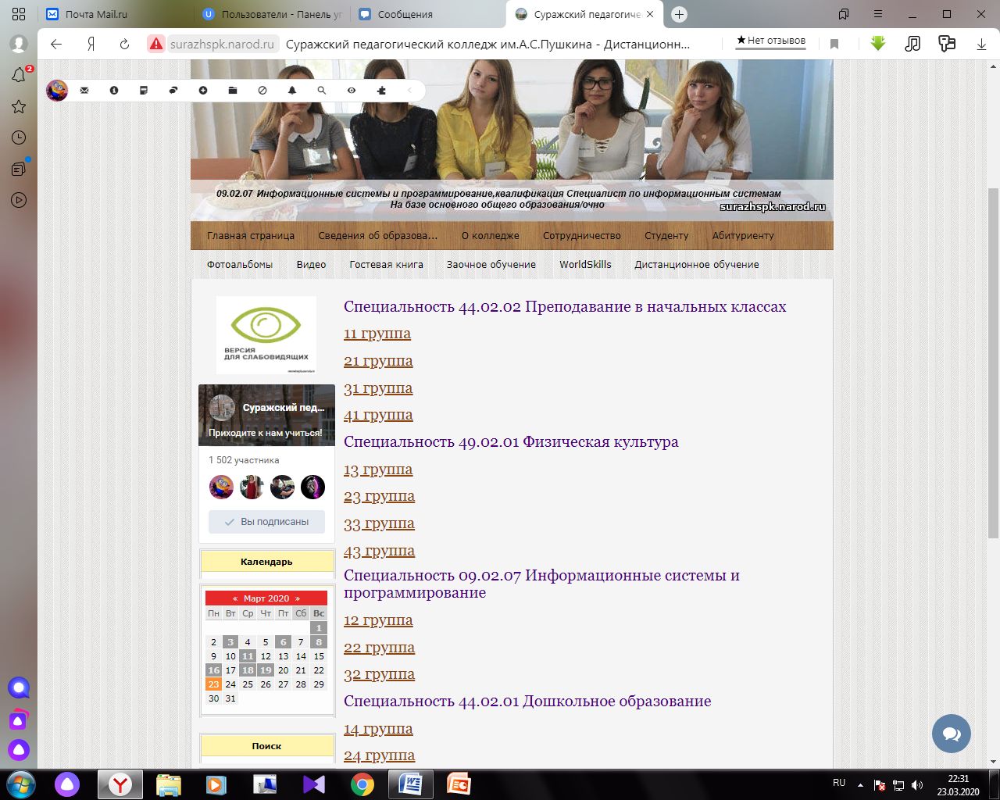 Почта Mail.ru
Пользователи - Панель уг
Сообщения
Суражский педагогичес
surazhspk.narod.ru Суражский педагогический колледж им.А.С.Пушкина - Дистанционн...
★Нет отзывов
2
09.02.07 Информационные системы и программирование,квалификация Специалист по информационным системам
На базе основного общего образования/очно
surazhspk.narod.ru
Главная страница Сведения об образова... О колледже Сотрудничество Студенту Абитуриенту
Фотоальбомы Видео Гостевая книга Заочное обучение WorldSkills Дистанционное обучение
ВЕРСИЯ
ДЛЯ СЛАБОВИДЯЩИХ
Суражский пед...
Приходите к нам учиться!
1 502 участника
Вы подписаны
Календарь
« Март 2020 »
Пн Вт Ср Чт Пт Сб Вс
1
2 3 4 5 6 7 8
9 10 11 12 13 14 15
16 17 18 19 20 21 22
23 24 25 26 27 28 29
30 31
Поиск
Специальность 44.02.02 Преподавание в начальных классах
11 группа
21 группа
31 группа
41 группа
Специальность 49.02.01 Физическая культура
13 группа
23 группа
33 группа
43 группа
Специальность 09.02.07 Информационные системы и
программирование
12 группа
22 группа
32 группа
Специальность 44.02.01 Дошкольное образование
14 группа
24 группа
RU
22:31
23.03.2020